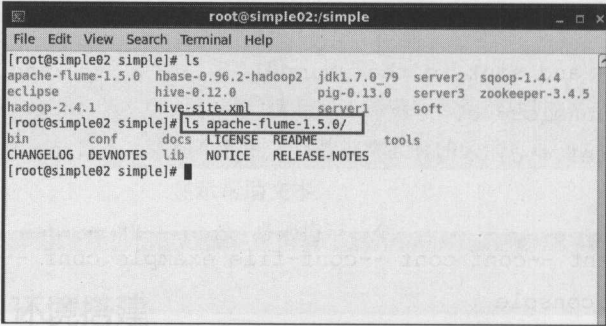 root@simple02:/simple
File Edit View Search Terminal Help
[root@simple02 simple]# ls
apache-flume-1.5.0 hbase-0.96.2-hadoop2 jdk1.7.0_79 server2 sqoop-1.4.4
eclipse hive-0.12.0 pig-0.13.0 server3 zookeeper-3.4.5
hadoop-2.4.1 hive-site.xml server1 soft
[root@simple02 simple]# ls apache-flume-1.5.0/
bin conf docs LICENSE README tools
CHANGELOG DEVNOTES lib NOTICE RELEASE-NOTES
[root@simple02 simple]#